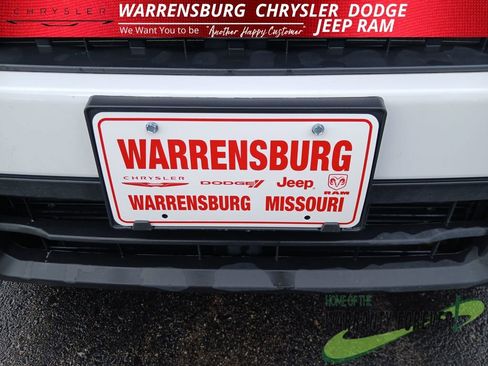 CHRYSLER
WARRENSBURG CHRYSLER DODGE
JEEP RAM
We Want You to be "Another Happy Customer"
WARRENSBURG
CHRYSLER DODGE Jeep RAM
WARRENSBURG MISSOURI
HOME OF THE
FOREVER!